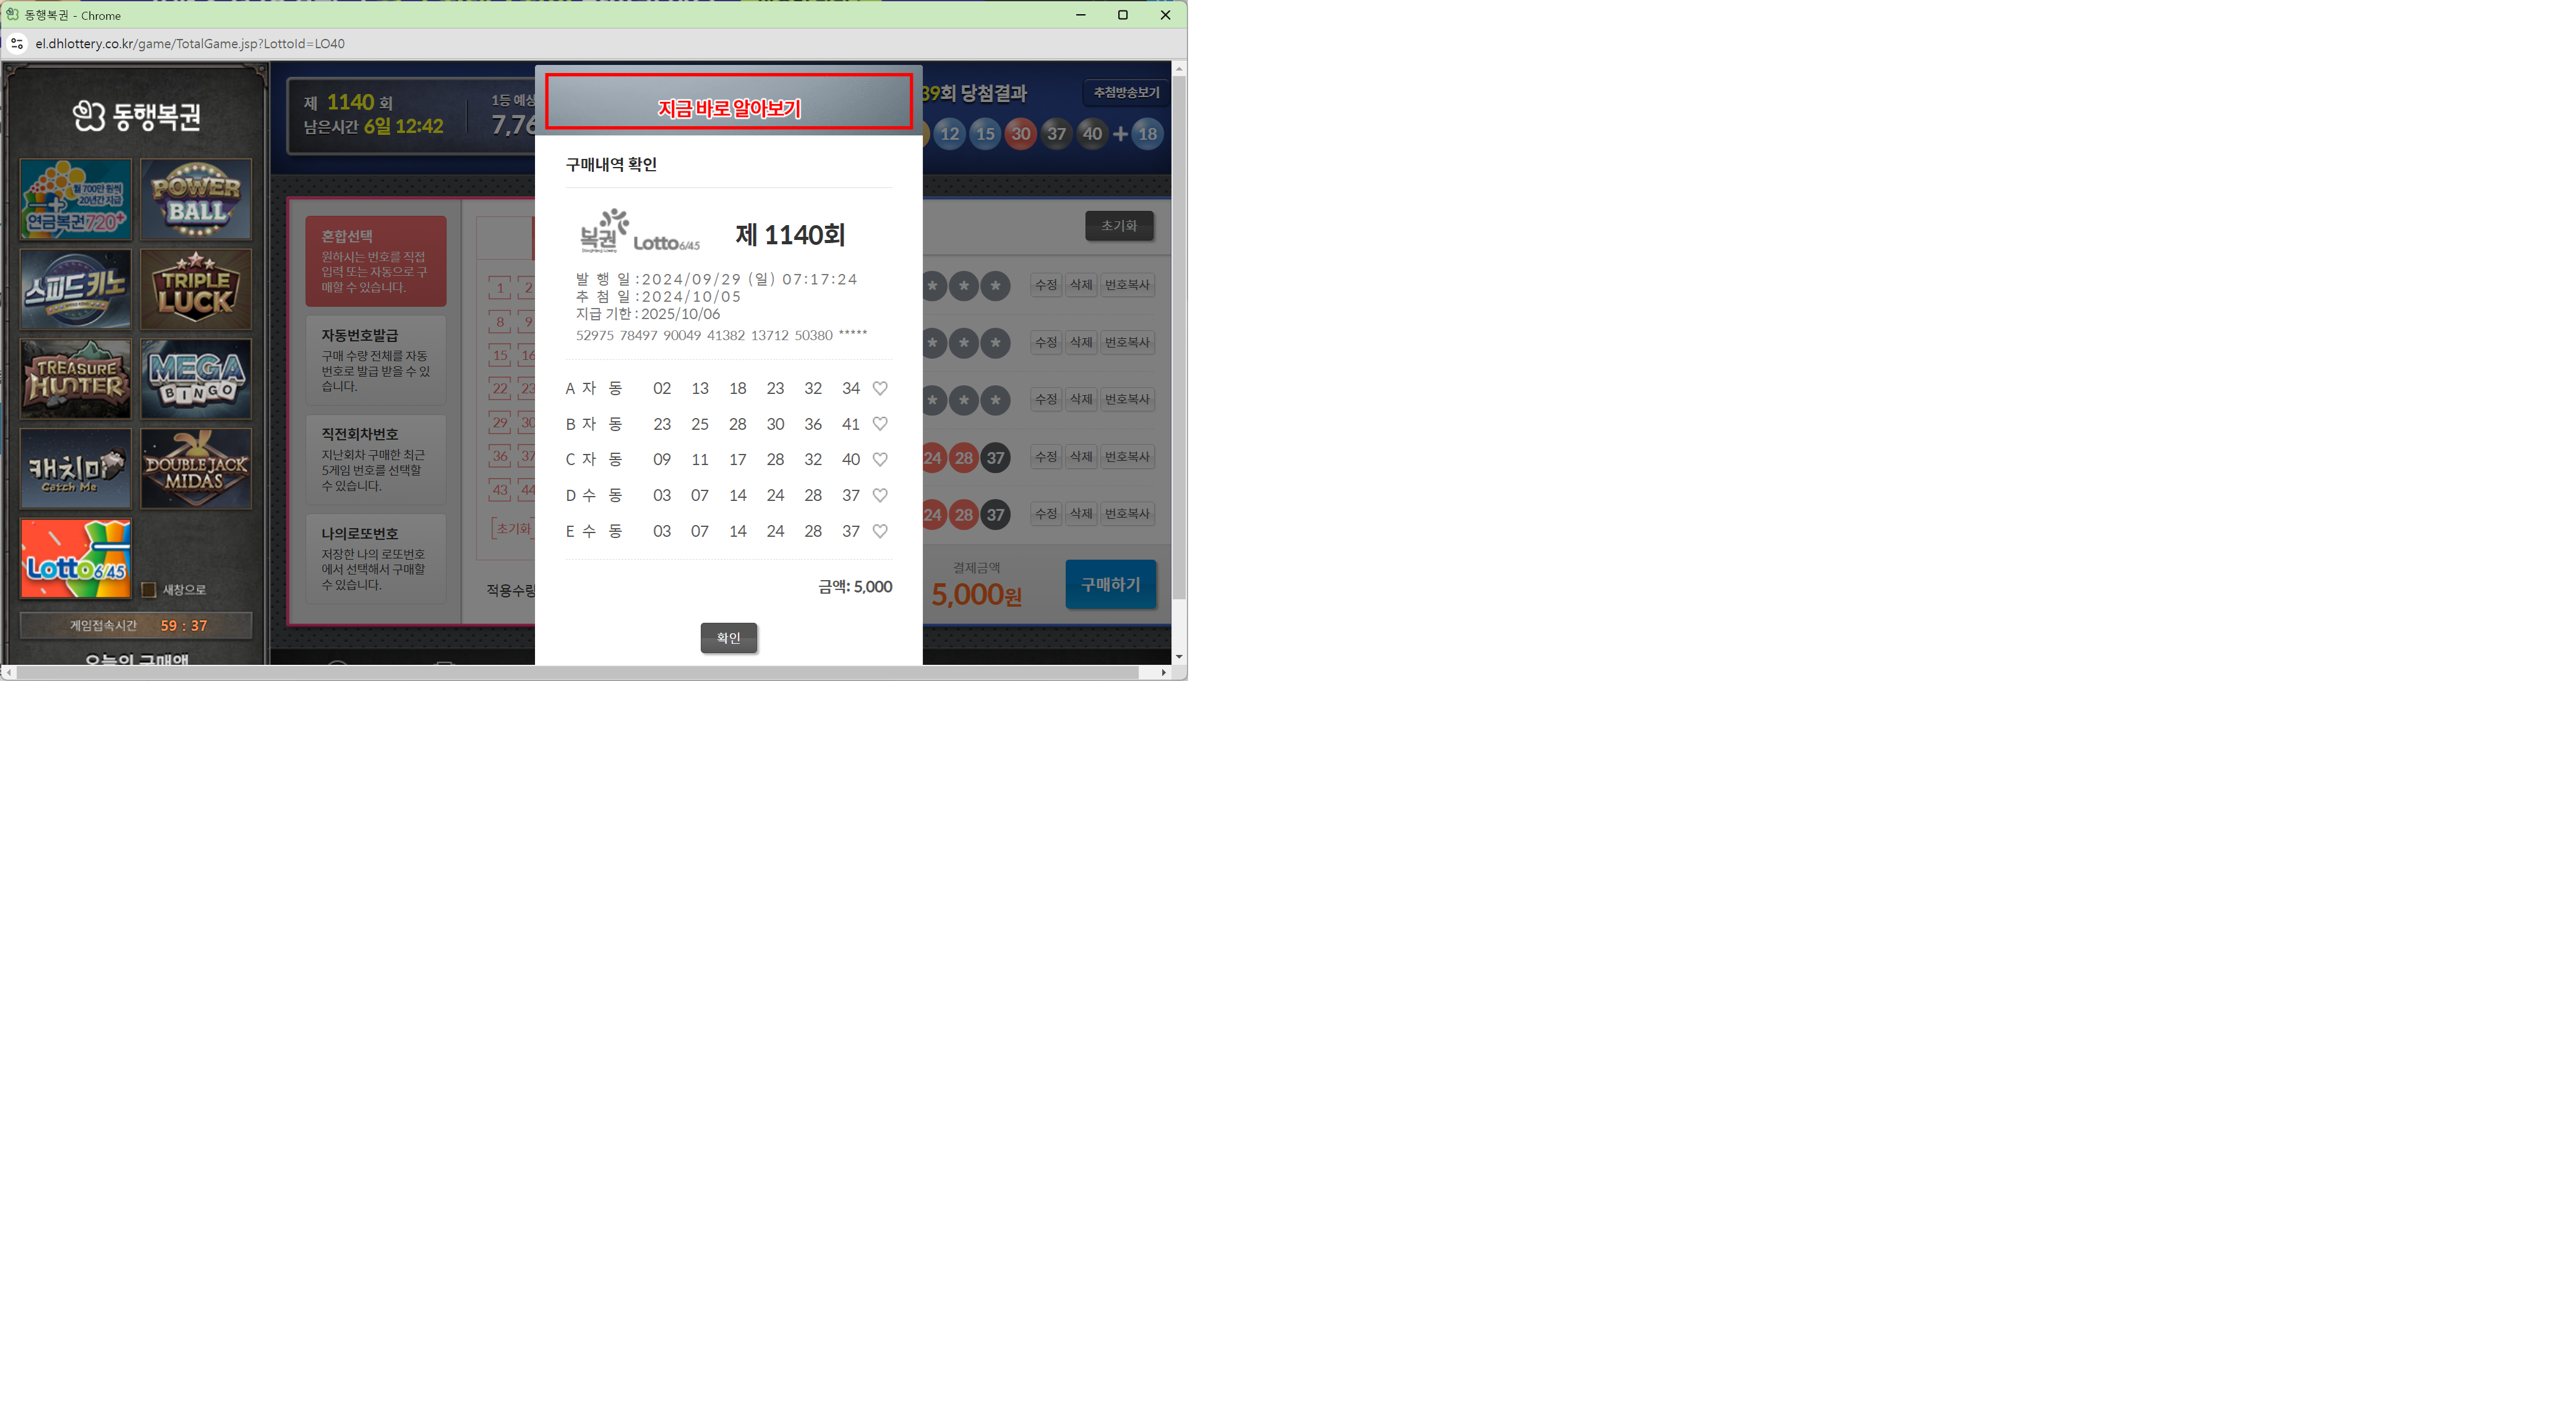 동행복권 - Chrome
el.dhlottery.co.kr/game/TotalGame.jsp?LottoId=LO40
동행복권
월 700만 원씩
20년간 지급
연금복권720+
POWER
BALL
스피드키노
TRIPLE
LUCK
TREASURE
HUNTER
MEGA
BINGO
캐치미
Catch Me
DOUBLE JACK
MIDAS
Lotto6/45
새창으로
게임접속시간 59 : 37
오늘의 구매액
제 1140 회
남은시간 6일 12:42
1등 예상
7,76
39회 당첨결과
추첨방송보기
12 15 30 37 40 + 18
혼합선택
원하시는 번호를 직접
입력 또는 자동으로 구
매할 수 있습니다.
자동번호발급
구매 수량 전체를 자동
번호로 발급 받을 수 있
습니다.
직전회차번호
지난회차 구매한 최근
5게임 번호를 선택할
수 있습니다.
나의로또번호
저장한 나의 로또번호
에서 선택해서 구매할
수 있습니다.
1 2
8 9
15 16
22 23
29 30
36 37
43 44
초기화
적용수량
지금 바로 알아보기
구매내역 확인
복권 Lotto6/45
제 1140회
발 행 일 : 2024/09/29 (일) 07:17:24
추 첨 일 : 2024/10/05
지급 기한 : 2025/10/06
52975 78497 90049 41382 13712 50380 *****
A 자 동 02 13 18 23 32 34
B 자 동 23 25 28 30 36 41
C 자 동 09 11 17 28 32 40
D 수 동 03 07 14 24 28 37
E 수 동 03 07 14 24 28 37
금액: 5,000
확인
초기화
* * * 수정 삭제 번호복사
* * * 수정 삭제 번호복사
* * * 수정 삭제 번호복사
24 28 37 수정 삭제 번호복사
24 28 37 수정 삭제 번호복사
결제금액
5,000원
구매하기